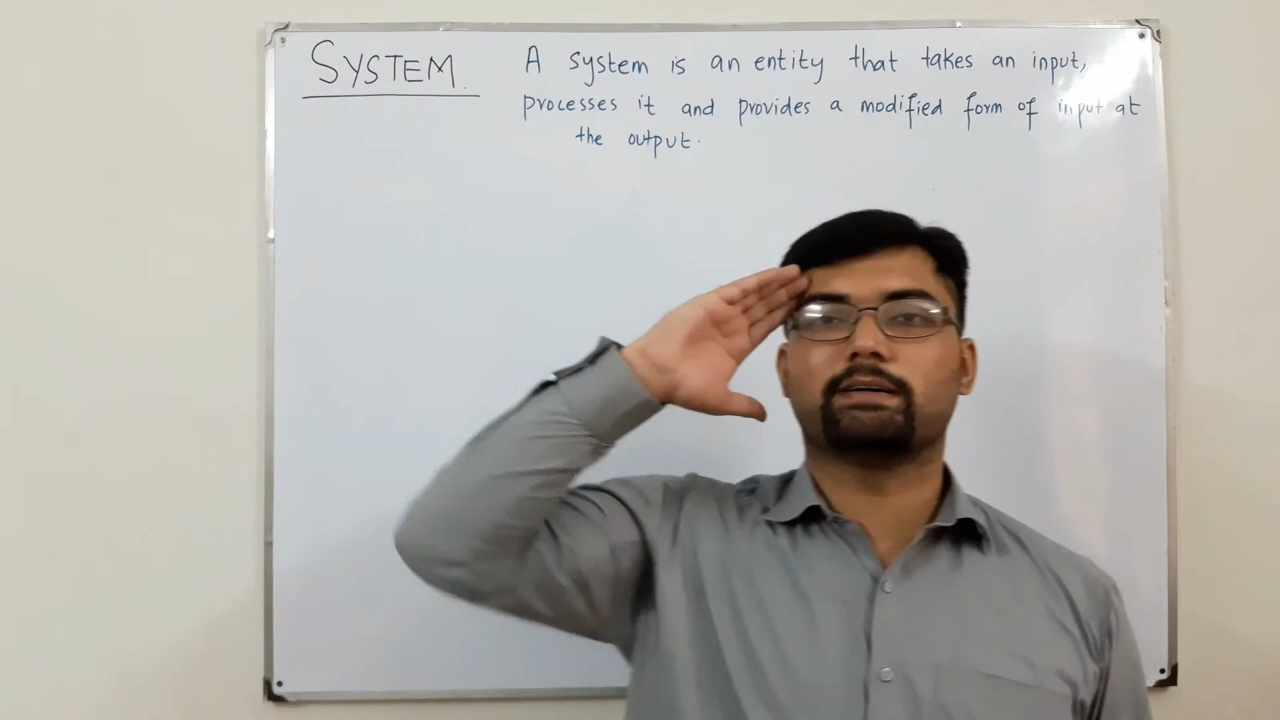 SYSTEM.
A system is an entity that takes an input,
processes it and provides a modified form of input at
the output.